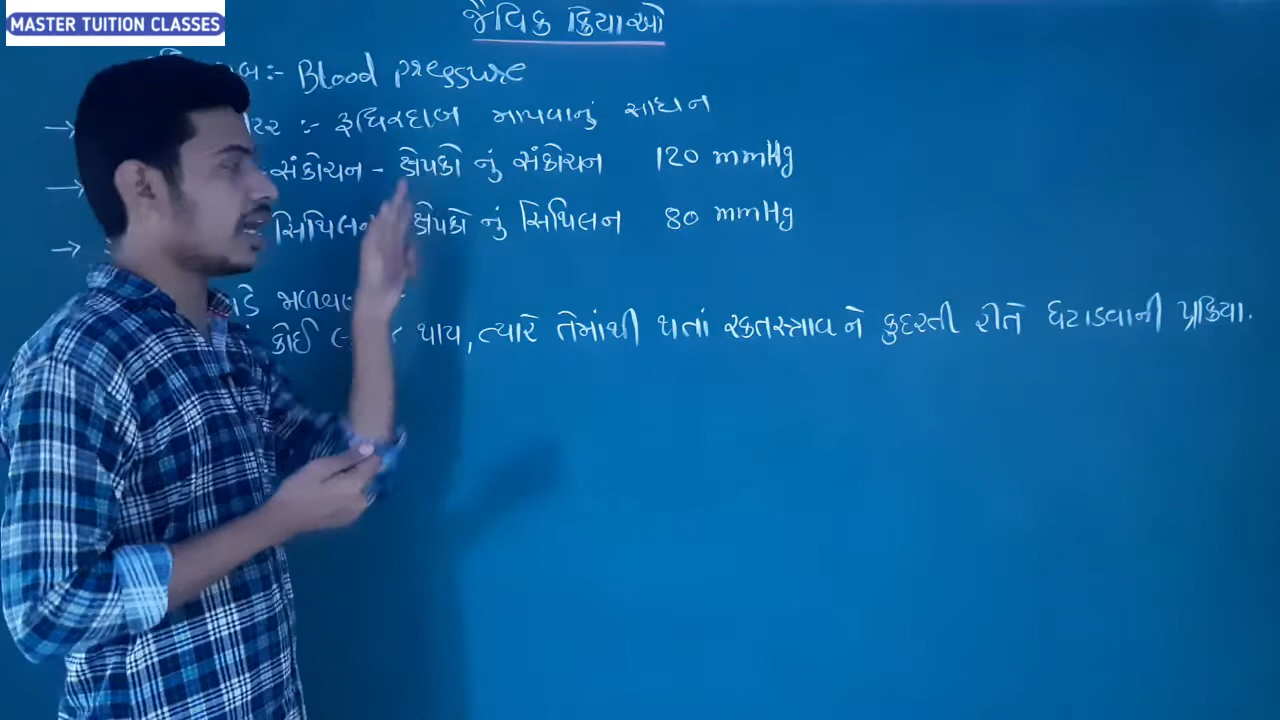 MASTER TUITION CLASSES
જૈવિક ક્રિયાઓ
:- Blood pressure
→ :- રૂધિરદાબ માપવાનું સાધન
→ સંકોચન - ક્ષેપકો નું સંકોચન 120 mmHg
→ સિથિલન ક્ષેપકો નું સિથિલન 80 mmHg
કોઈ થાય, ત્યારે તેમાંથી થતાં રક્તસ્ત્રાવ ને કુદરતી રીતે ઘટાડવાની પ્રક્રિયા.